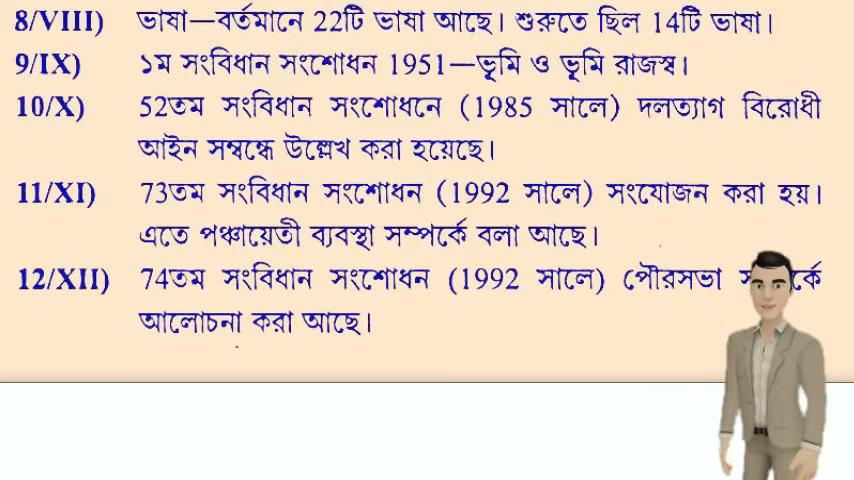 8/VIII) ভাষা—বর্তমানে 22টি ভাষা আছে। শুরুতে ছিল 14টি ভাষা।
9/IX) ১ম সংবিধান সংশোধন 1951—ভূমি ও ভূমি রাজস্ব।
10/X) 52তম সংবিধান সংশোধনে (1985 সালে) দলত্যাগ বিরোধী
আইন সম্বন্ধে উল্লেখ করা হয়েছে।
11/XI) 73তম সংবিধান সংশোধন (1992 সালে) সংযোজন করা হয়।
এতে পঞ্চায়েতী ব্যবস্থা সম্পর্কে বলা আছে।
12/XII) 74তম সংবিধান সংশোধন (1992 সালে) পৌরসভা
আলোচনা করা আছে।